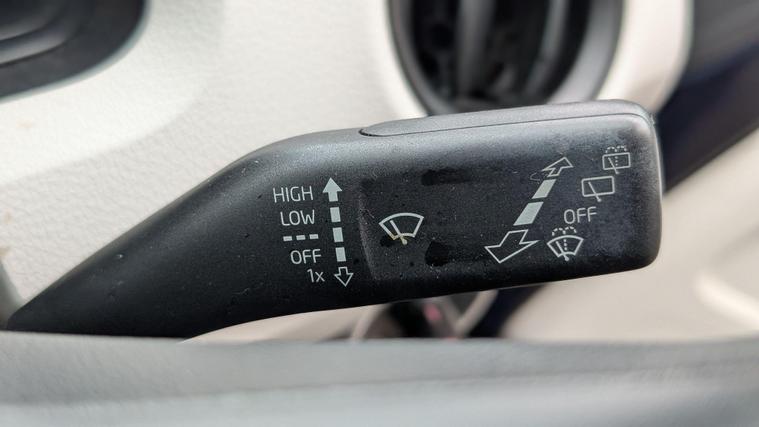 HIGH
LOW
---
OFF
1x
OFF